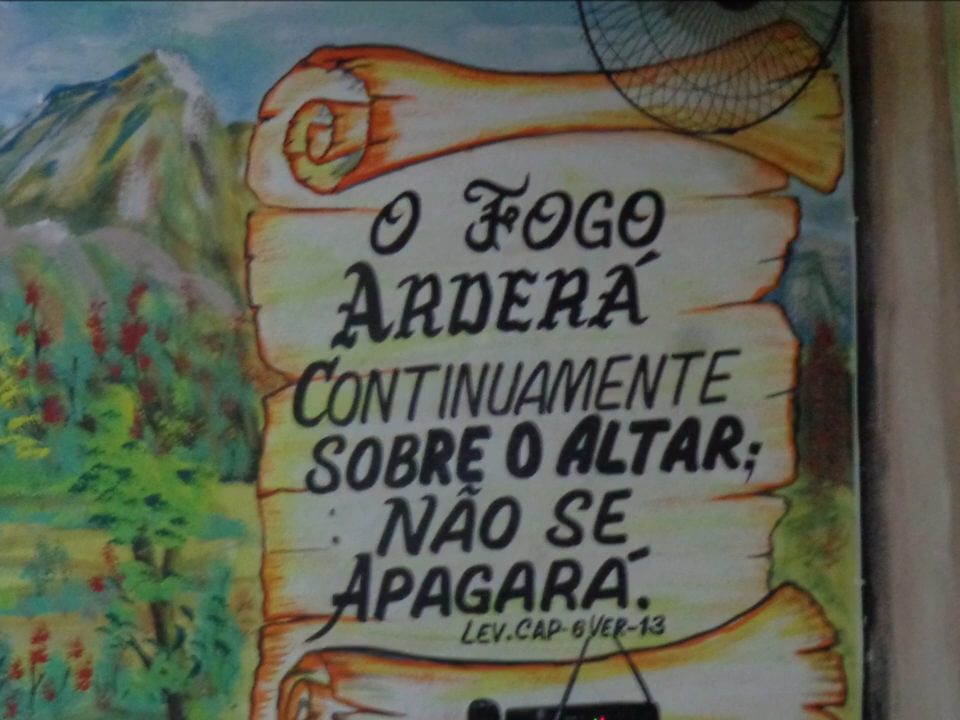 O FOGO
ARDERÁ
CONTINUAMENTE
SOBRE O ALTAR;
NÃO SE
APAGARÁ.
LEV. CAP-6 VER-13